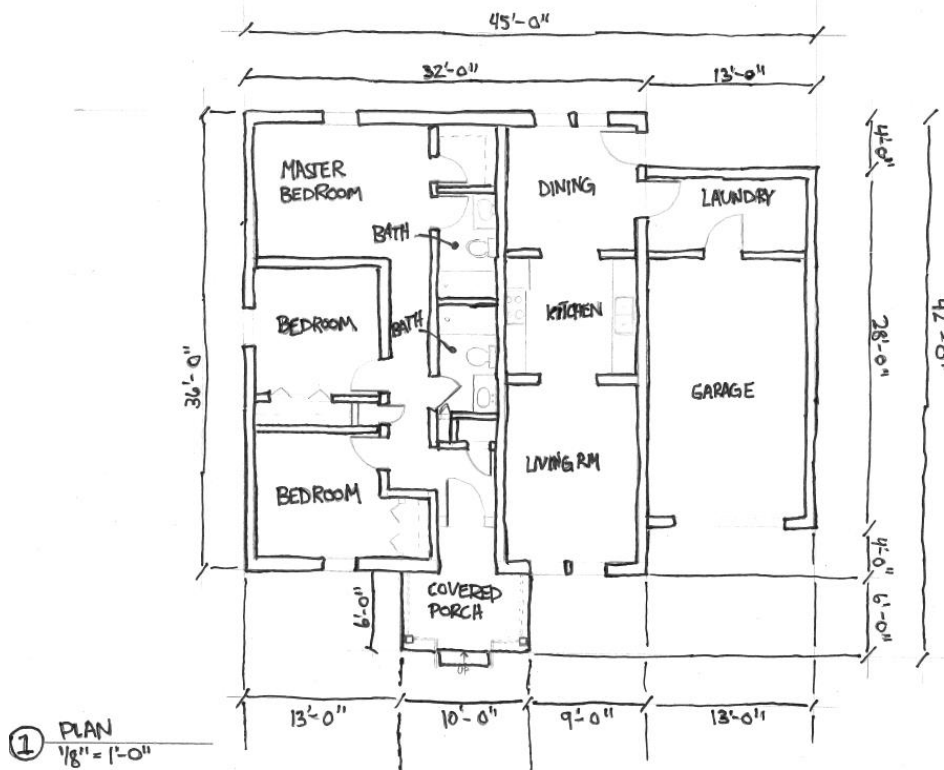 45'-0"
32'-0"
13'-0"
4'-0"
MASTER
BEDROOM
DINING
LAUNDRY
BATH
BEDROOM
BATH
KITCHEN
28'-0"
42'-0"
36'-0"
GARAGE
BEDROOM
LIVING RM
4'-0"
COVERED
PORCH
6'-0"
6'-0"
UP
13'-0"
10'-0"
9'-0"
13'-0"
1 PLAN
1/8" = 1'-0"